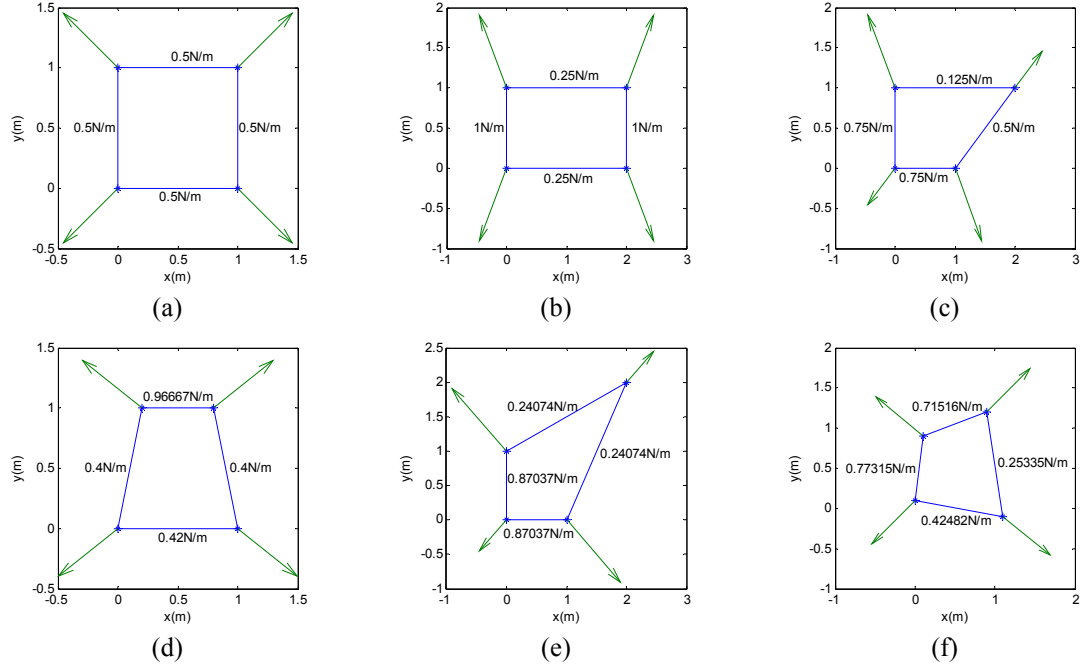 1.5
1
0.5
0
-0.5
-0.5
0
0.5
1
1.5
y(m)
x(m)
0.5N/m
0.5N/m
0.5N/m
0.5N/m
(a)
2
1.5
1
0.5
0
-0.5
-1
-1
0
1
2
3
y(m)
x(m)
0.25N/m
1N/m
1N/m
0.25N/m
(b)
2
1.5
1
0.5
0
-0.5
-1
-1
0
1
2
3
y(m)
x(m)
0.125N/m
0.75N/m
0.5N/m
0.75N/m
(c)
1.5
1
0.5
0
-0.5
-0.5
0
0.5
1
1.5
y(m)
x(m)
0.96667N/m
0.4N/m
0.4N/m
0.42N/m
(d)
2.5
2
1.5
1
0.5
0
-0.5
-1
-1
0
1
2
3
y(m)
x(m)
0.24074N/m
0.24074N/m
0.87037N/m
0.87037N/m
(e)
2
1.5
1
0.5
0
-0.5
-1
-1
0
1
2
y(m)
x(m)
0.71516N/m
0.77315N/m
0.25335N/m
0.42482N/m
(f)